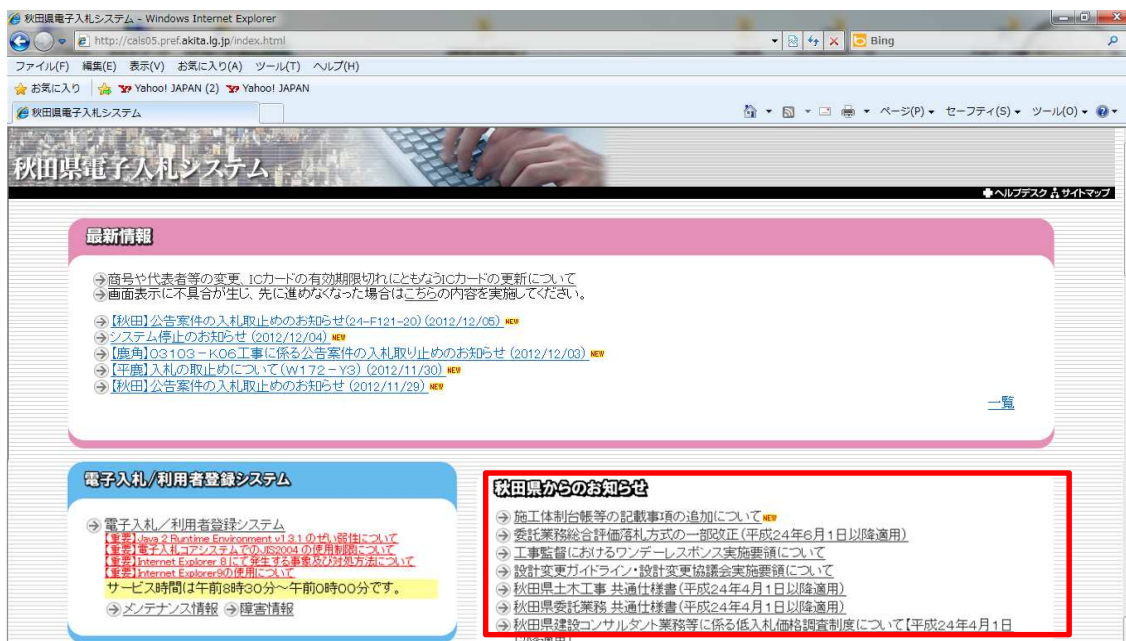 秋田県電子入札システム - Windows Internet Explorer
http://cals05.pref.akita.lg.jp/index.html
Bing
ファイル(F) 編集(E) 表示(V) お気に入り(A) ツール(T) ヘルプ(H)
お気に入り Yahoo! JAPAN (2) Yahoo! JAPAN
秋田県電子入札システム
ページ(P) セーフティ(S) ツール(O)
秋田県電子入札システム
ヘルプデスク サイトマップ
最新情報
商号や代表者等の変更、ICカードの有効期限切れにともなうICカードの更新について
画面表示に不具合が生じ、先に進めなくなった場合はこちらの内容を実施してください。
【秋田】公告案件の入札取止めのお知らせ(24-F121-20) (2012/12/05) NEW
システム停止のお知らせ (2012/12/04) NEW
【鹿角】03103－K06工事に係る公告案件の入札取り止めのお知らせ (2012/12/03) NEW
【平鹿】入札の取止めについて(W172－Y3) (2012/11/30) NEW
【秋田】公告案件の入札取止めのお知らせ (2012/11/29) NEW
一覧
電子入札/利用者登録システム
電子入札／利用者登録システム
【重要】Java 2 Runtime Environment v1.3.1 のぜい弱性について
【重要】電子入札コアシステムでのJIS2004 の使用制限について
【重要】Internet Explorer 8 にて発生する事象及び対処方法について
【重要】Internet Explorer9の使用について
サービス時間は午前8時30分～午前0時00分です。
メンテナンス情報 障害情報
秋田県からのお知らせ
施工体制台帳等の記載事項の追加について NEW
委託業務総合評価落札方式の一部改正(平成24年6月1日以降適用)
工事監督におけるワンデーレスポンス実施要領について
設計変更ガイドライン・設計変更協議会実施要領について
秋田県土木工事 共通仕様書(平成24年4月1日以降適用)
秋田県委託業務 共通仕様書(平成24年4月1日以降適用)
秋田県建設コンサルタント業務等に係る低入札価格調査制度について【平成24年4月1日
以降適用】